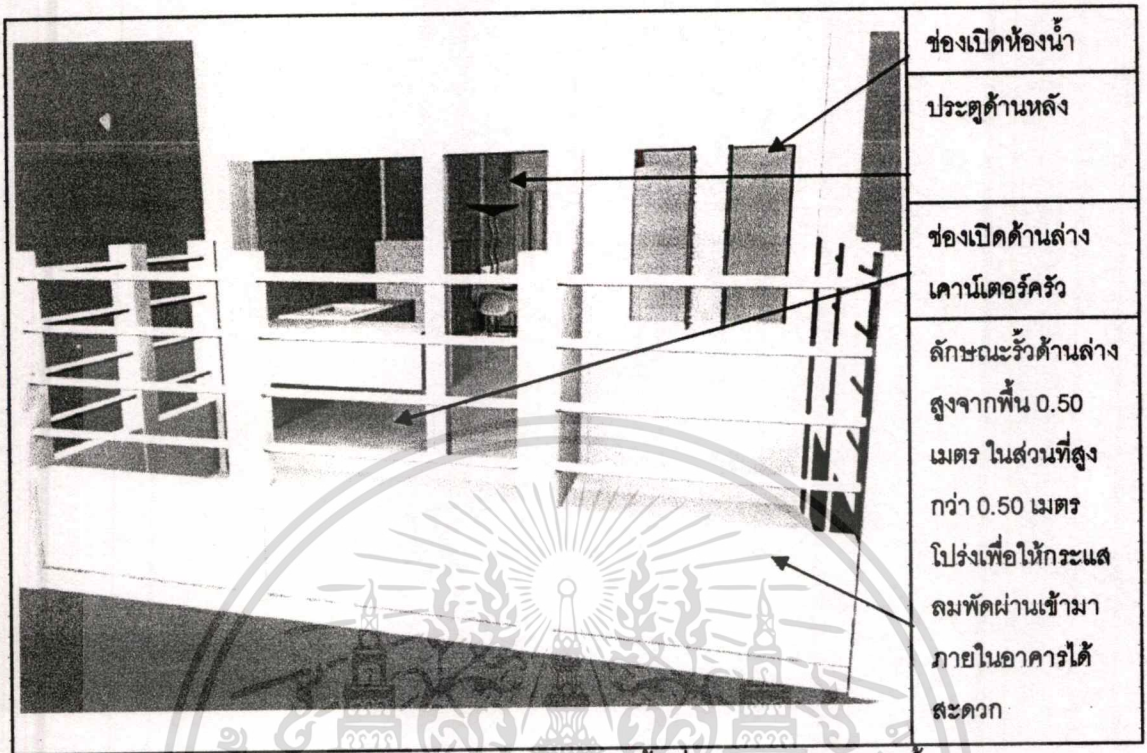 ช่องเปิดห้องน้ำ
ประตูด้านหลัง
ช่องเปิดด้านล่าง
เคาน์เตอร์ครัว
ลักษณะรั้วด้านล่าง
สูงจากพื้น 0.50
เมตร ในส่วนที่สูง
กว่า 0.50 เมตร
โปร่งเพื่อให้กระแส
ลมพัดผ่านเข้ามา
ภายในอาคารได้
สะดวก